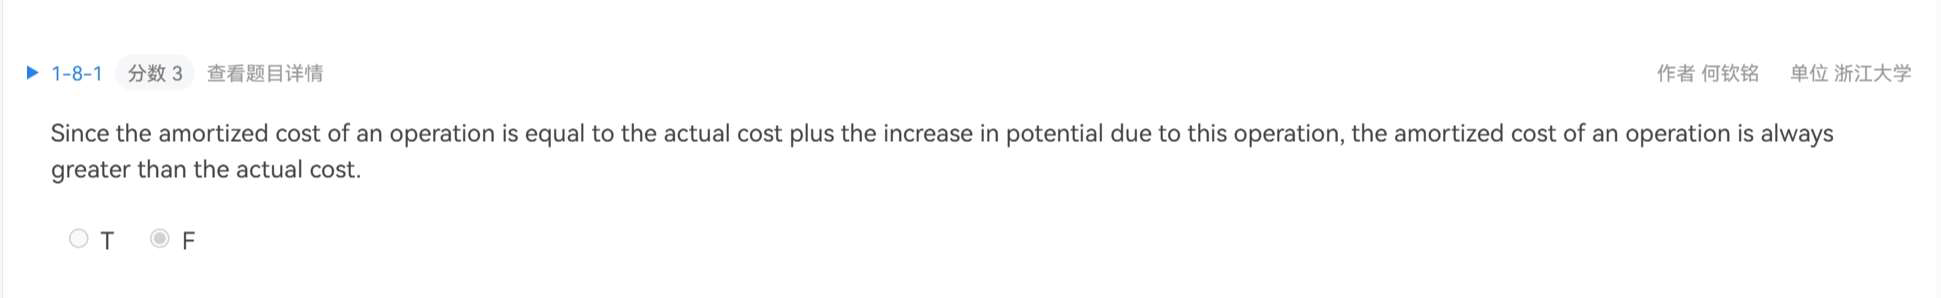 1-8-1 分数 3 查看题目详情 作者 何钦铭 单位 浙江大学
Since the amortized cost of an operation is equal to the actual cost plus the increase in potential due to this operation, the amortized cost of an operation is always
greater than the actual cost.
T F